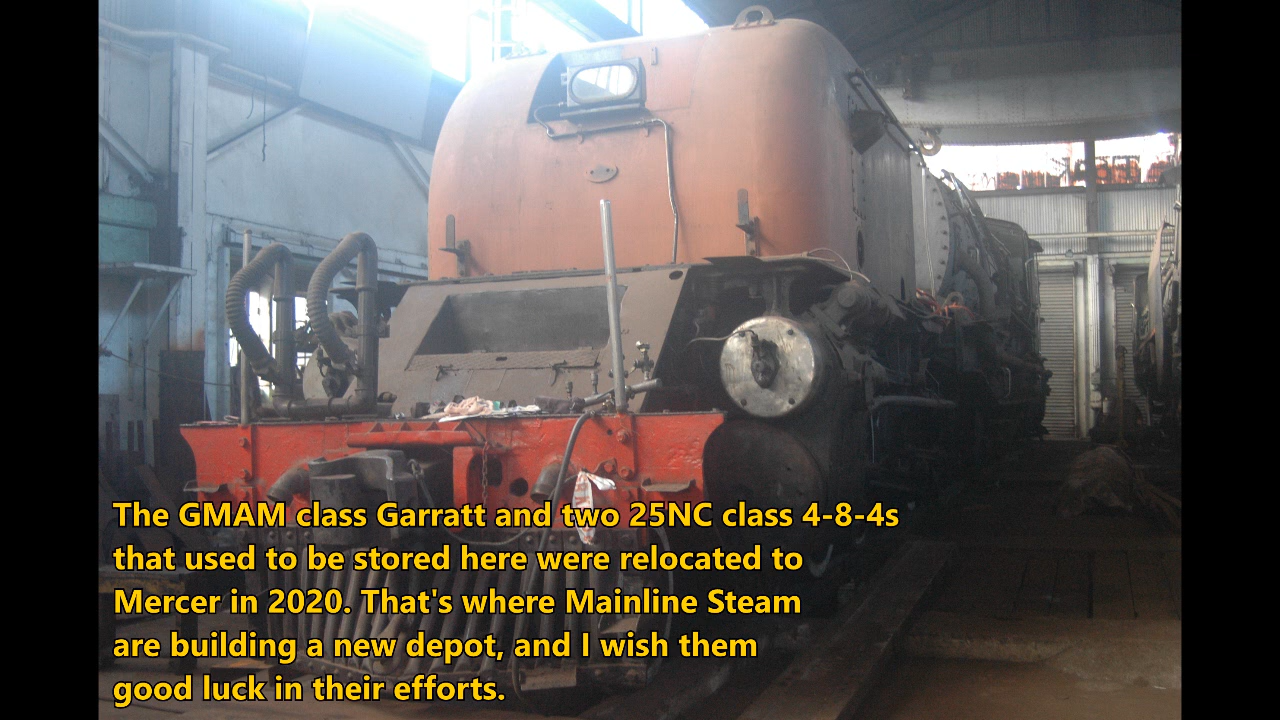 The GMAM class Garratt and two 25NC class 4-8-4s
that used to be stored here were relocated to
Mercer in 2020. That's where Mainline Steam
are building a new depot, and I wish them
good luck in their efforts.